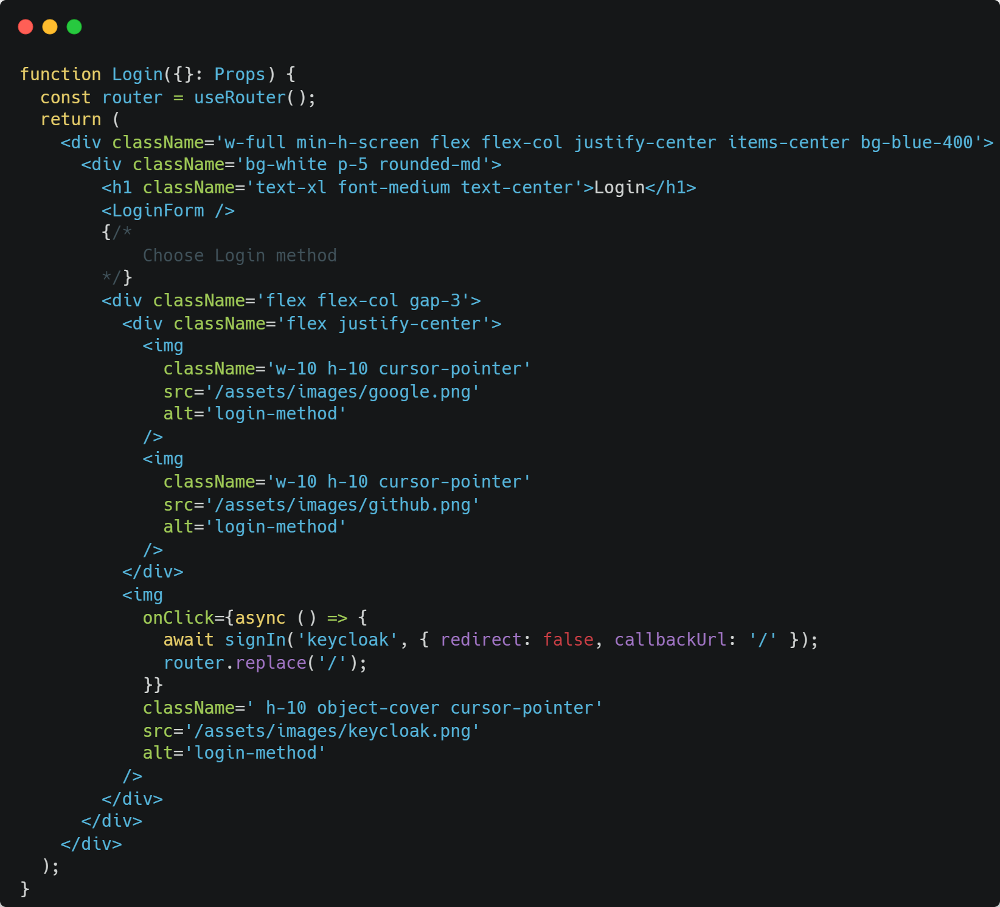 function Login({}: Props) {
  const router = useRouter();
  return (
    <div className='w-full min-h-screen flex flex-col justify-center items-center bg-blue-400'>
      <div className='bg-white p-5 rounded-md'>
        <h1 className='text-xl font-medium text-center'>Login</h1>
        <LoginForm />
        {/*
            Choose Login method
        */}
        <div className='flex flex-col gap-3'>
          <div className='flex justify-center'>
            <img
              className='w-10 h-10 cursor-pointer'
              src='/assets/images/google.png'
              alt='login-method'
            />
            <img
              className='w-10 h-10 cursor-pointer'
              src='/assets/images/github.png'
              alt='login-method'
            />
          </div>
          <img
            onClick={async () => {
              await signIn('keycloak', { redirect: false, callbackUrl: '/' });
              router.replace('/');
            }}
            className=' h-10 object-cover cursor-pointer'
            src='/assets/images/keycloak.png'
            alt='login-method'
          />
        </div>
      </div>
    </div>
  );
}